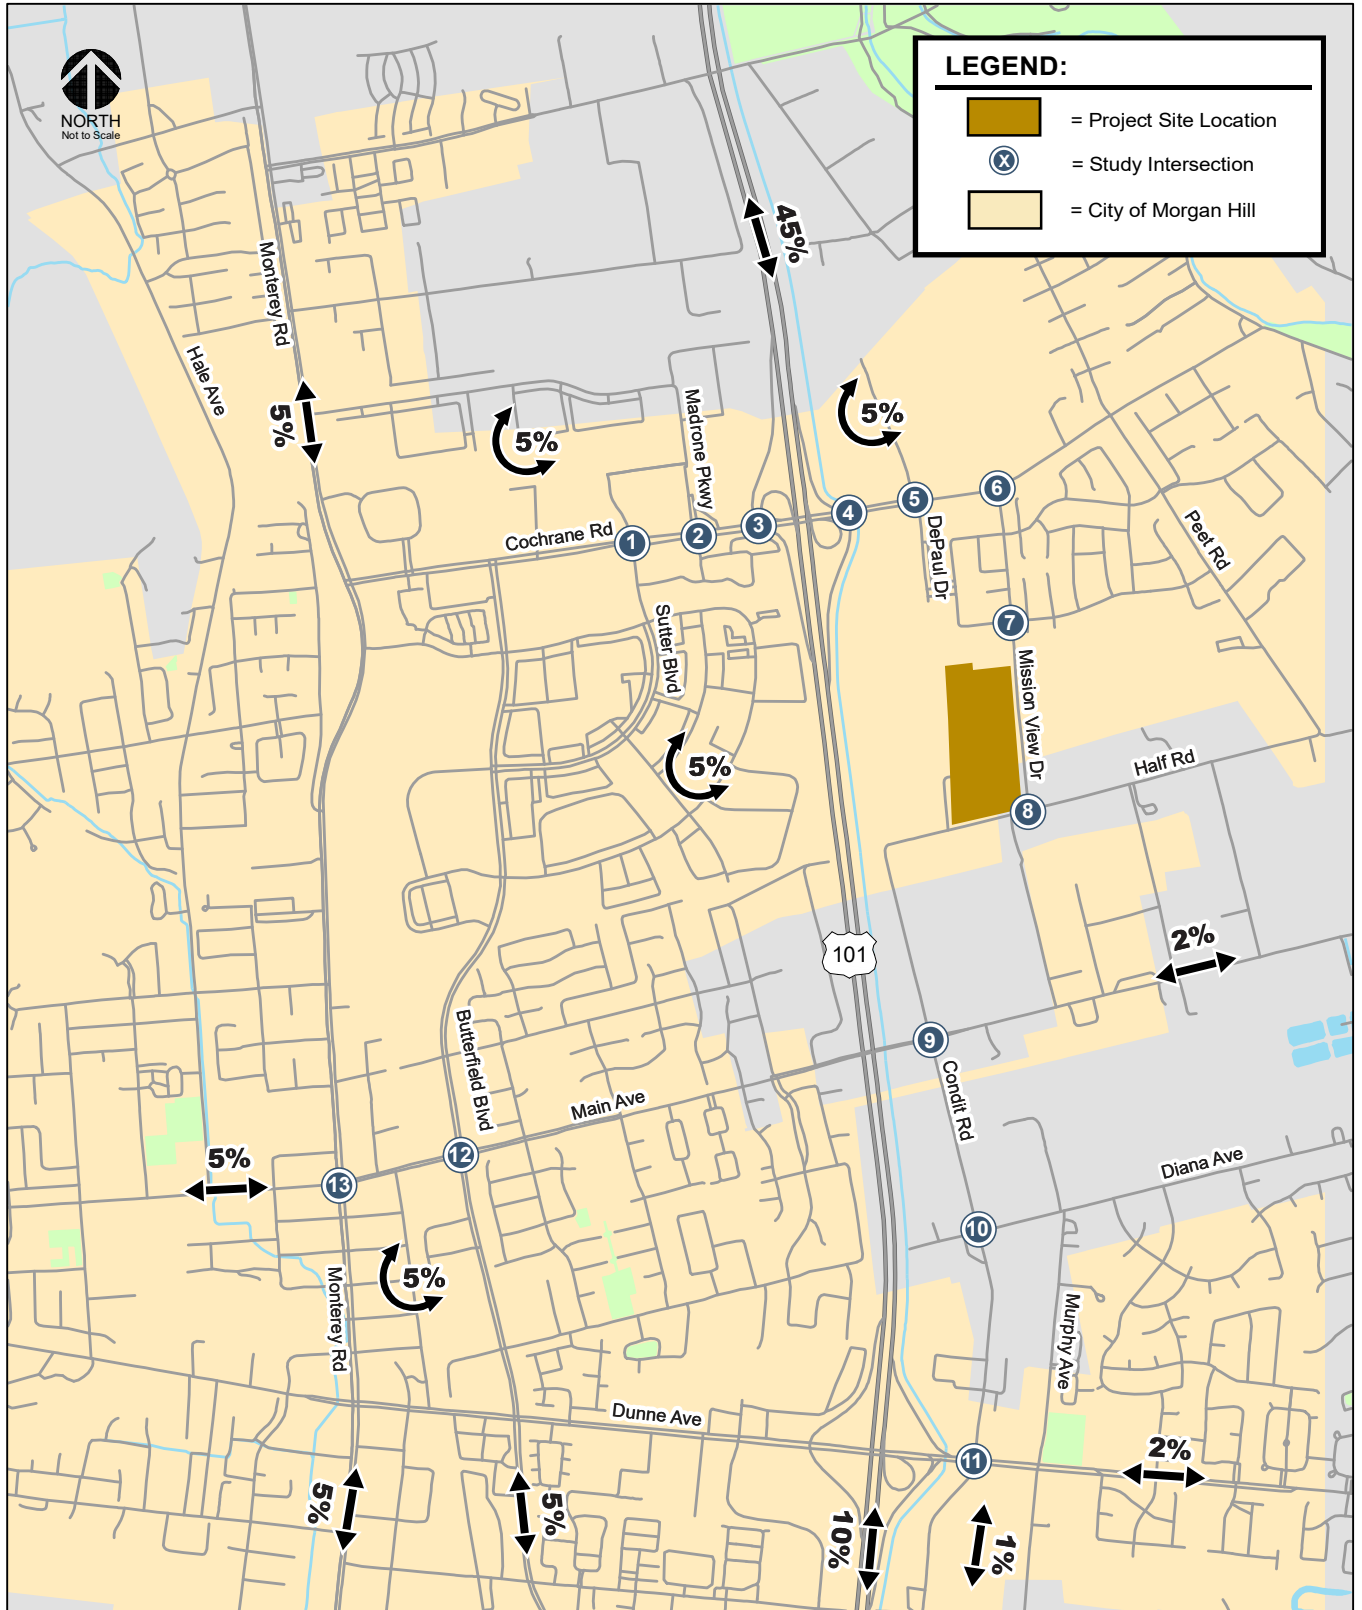 NORTH
Not to Scale
LEGEND:
= Project Site Location
X
= Study Intersection
= City of Morgan Hill
45%
Monterey Rd
Hale Ave
5%
5%
5%
Madrone Pkwy
Cochrane Rd
1
2
3
4
5
6
DePaul Dr
Peet Rd
7
Sutter Blvd
Mission View Dr
5%
Half Rd
8
2%
101
9
Butterfield Blvd
Main Ave
Condit Rd
12
5%
13
Diana Ave
10
5%
Monterey Rd
Murphy Ave
Dunne Ave
11
2%
5%
5%
10%
1%